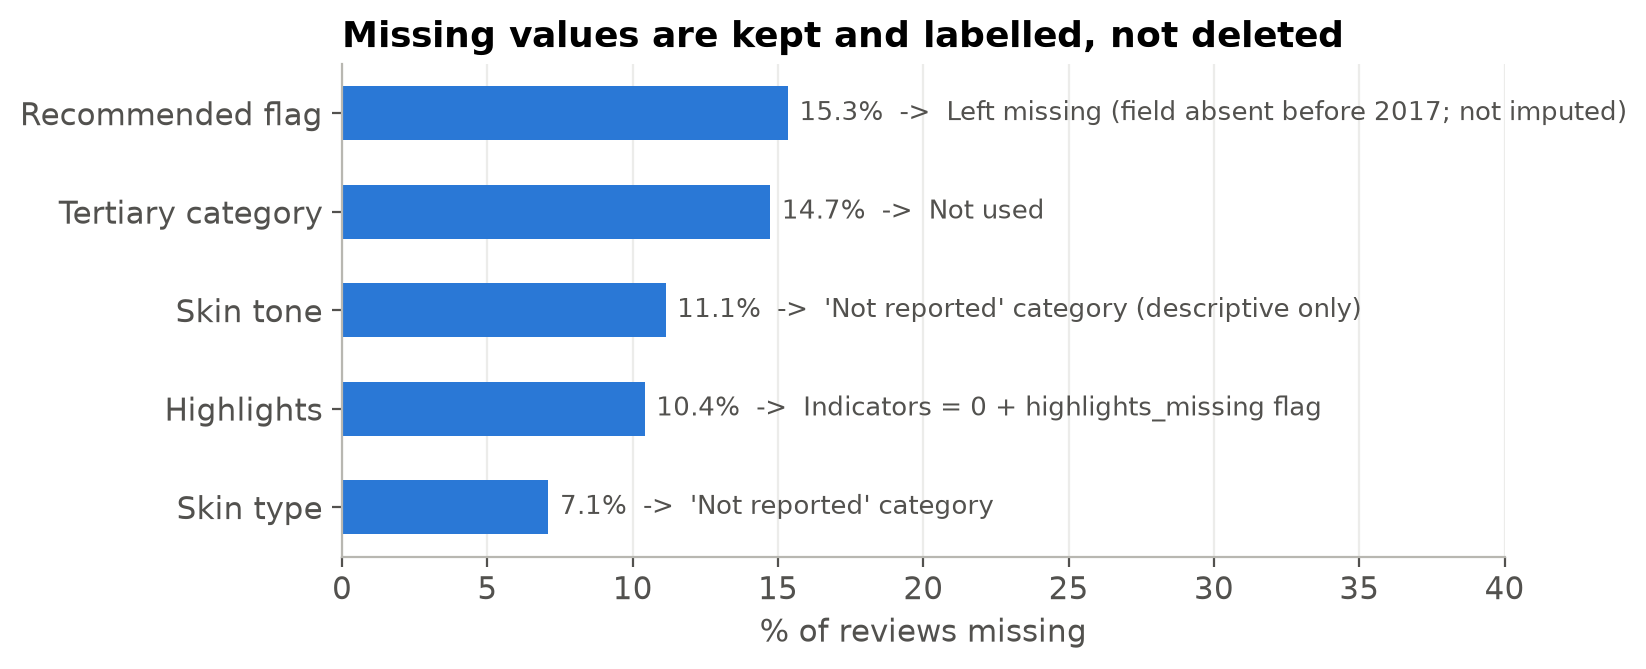 Missing values are kept and labelled, not deleted
Recommended flag
15.3% -> Left missing (field absent before 2017; not imputed)
Tertiary category
14.7% -> Not used
Skin tone
11.1% -> 'Not reported' category (descriptive only)
Highlights
10.4% -> Indicators = 0 + highlights_missing flag
Skin type
7.1% -> 'Not reported' category
0 5 10 15 20 25 30 35 40
% of reviews missing